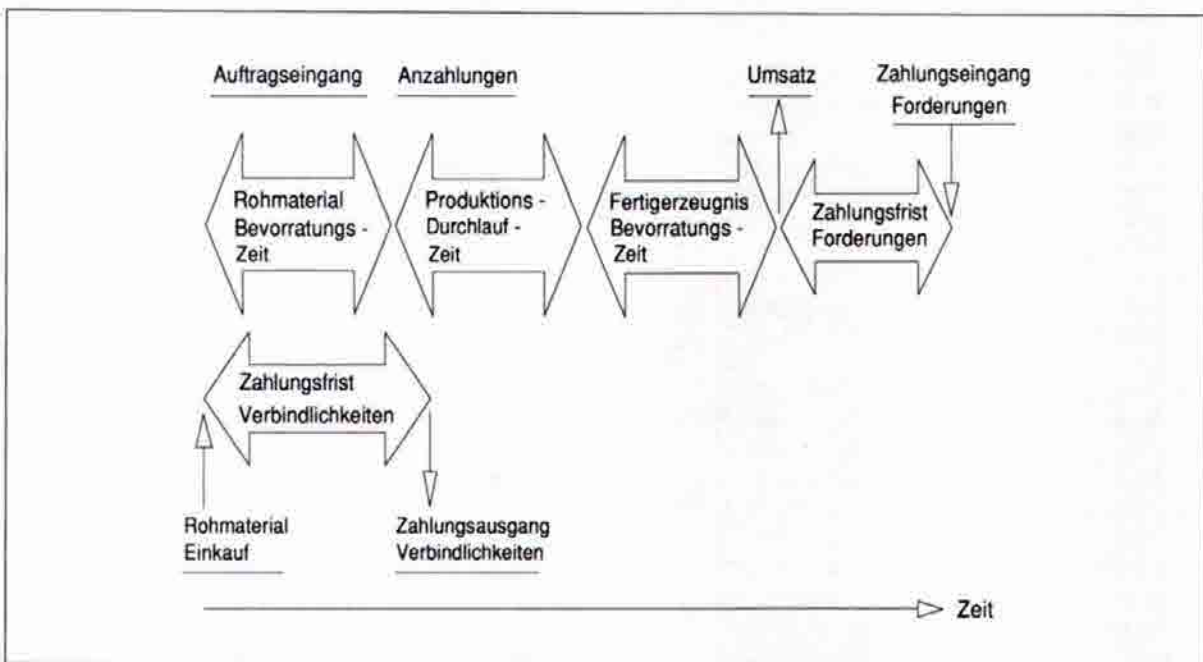 Auftragseingang
Anzahlungen
Umsatz
Zahlungseingang
Forderungen
Rohmaterial
Bevorratungs -
Zeit
Produktions -
Durchlauf -
Zeit
Fertigerzeugnis
Bevorratungs -
Zeit
Zahlungsfrist
Forderungen
Zahlungsfrist
Verbindlichkeiten
Rohmaterial
Einkauf
Zahlungsausgang
Verbindlichkeiten
Zeit